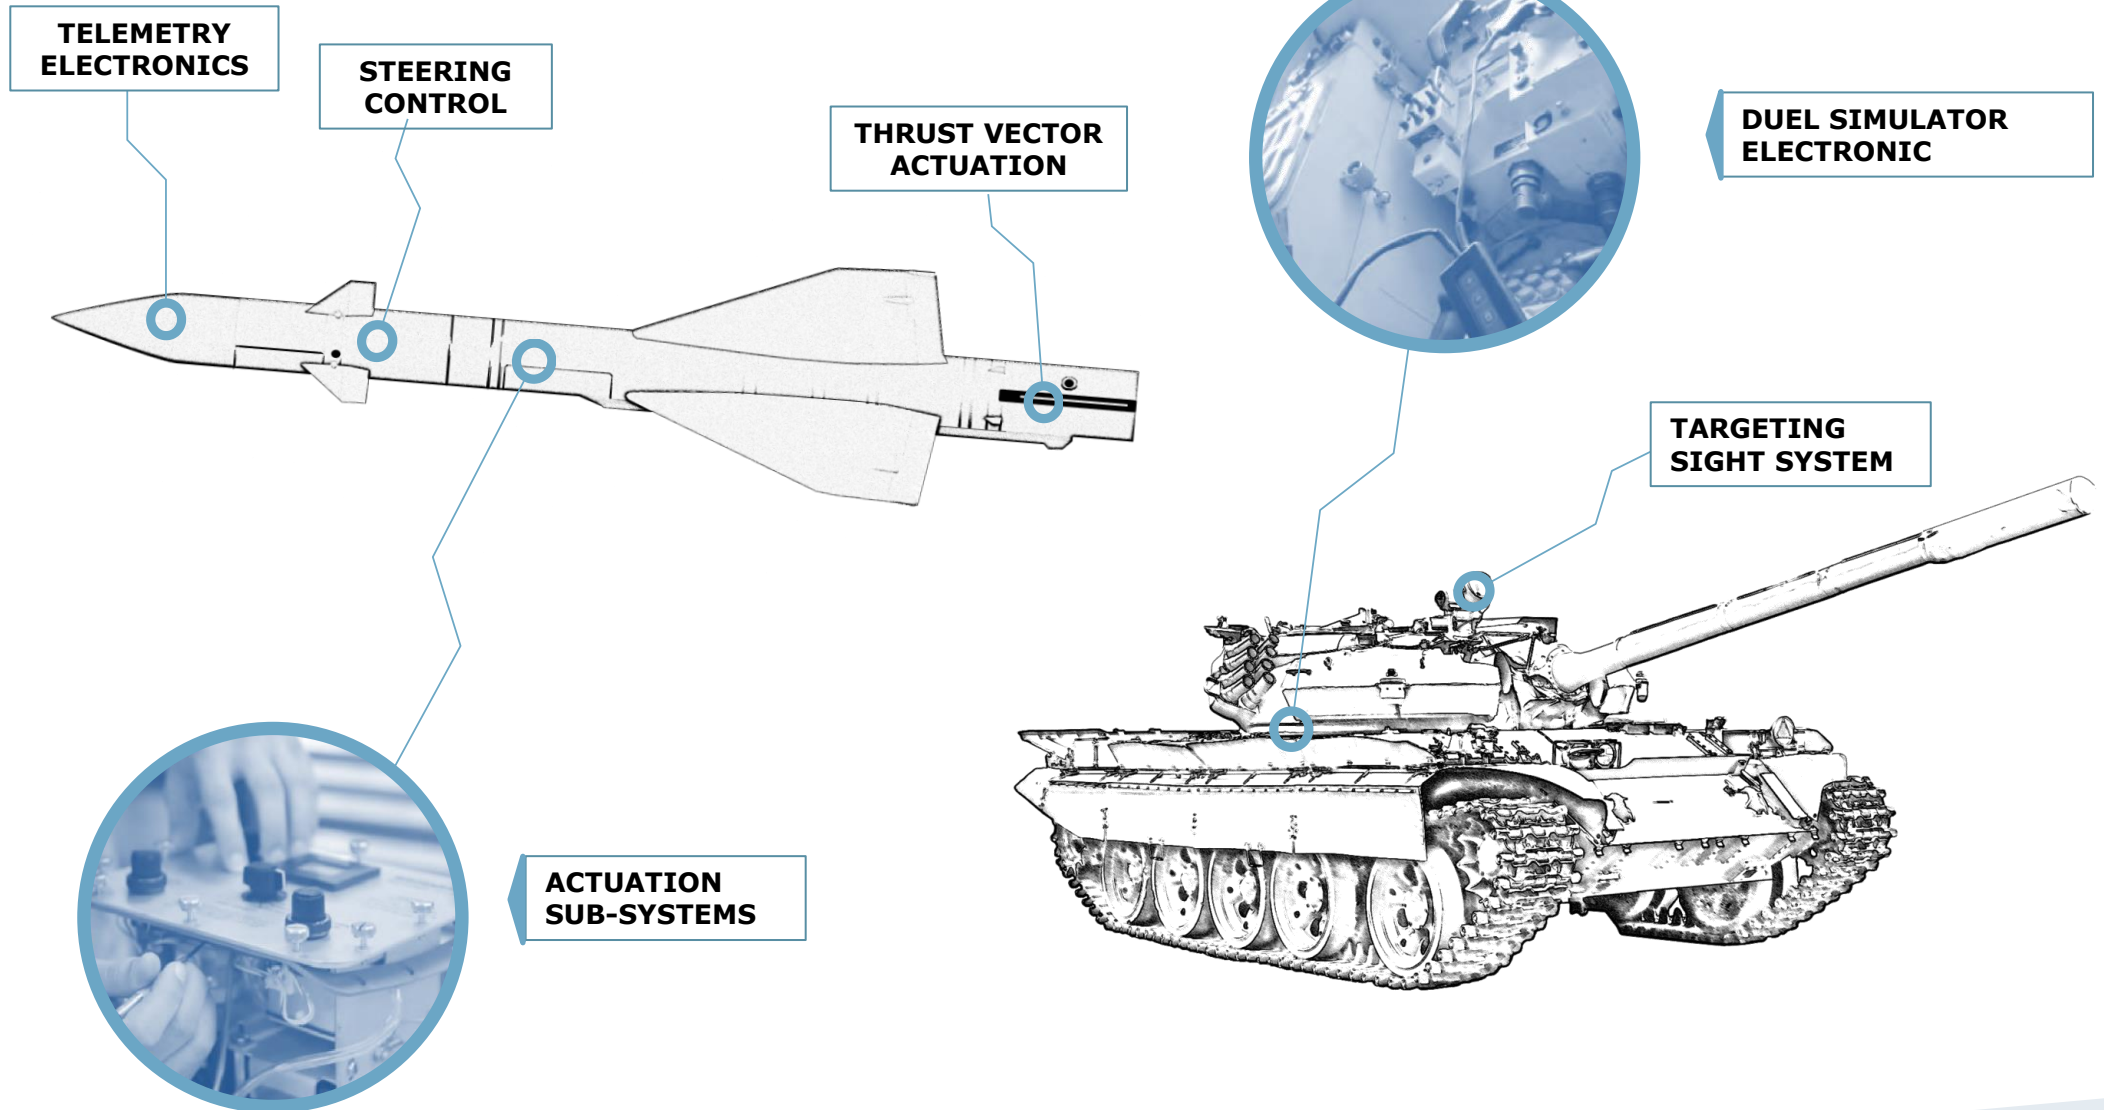 TELEMETRY
ELECTRONICS
STEERING
CONTROL
THRUST VECTOR
ACTUATION
DUEL SIMULATOR
ELECTRONIC
TARGETING
SIGHT SYSTEM
ACTUATION
SUB-SYSTEMS